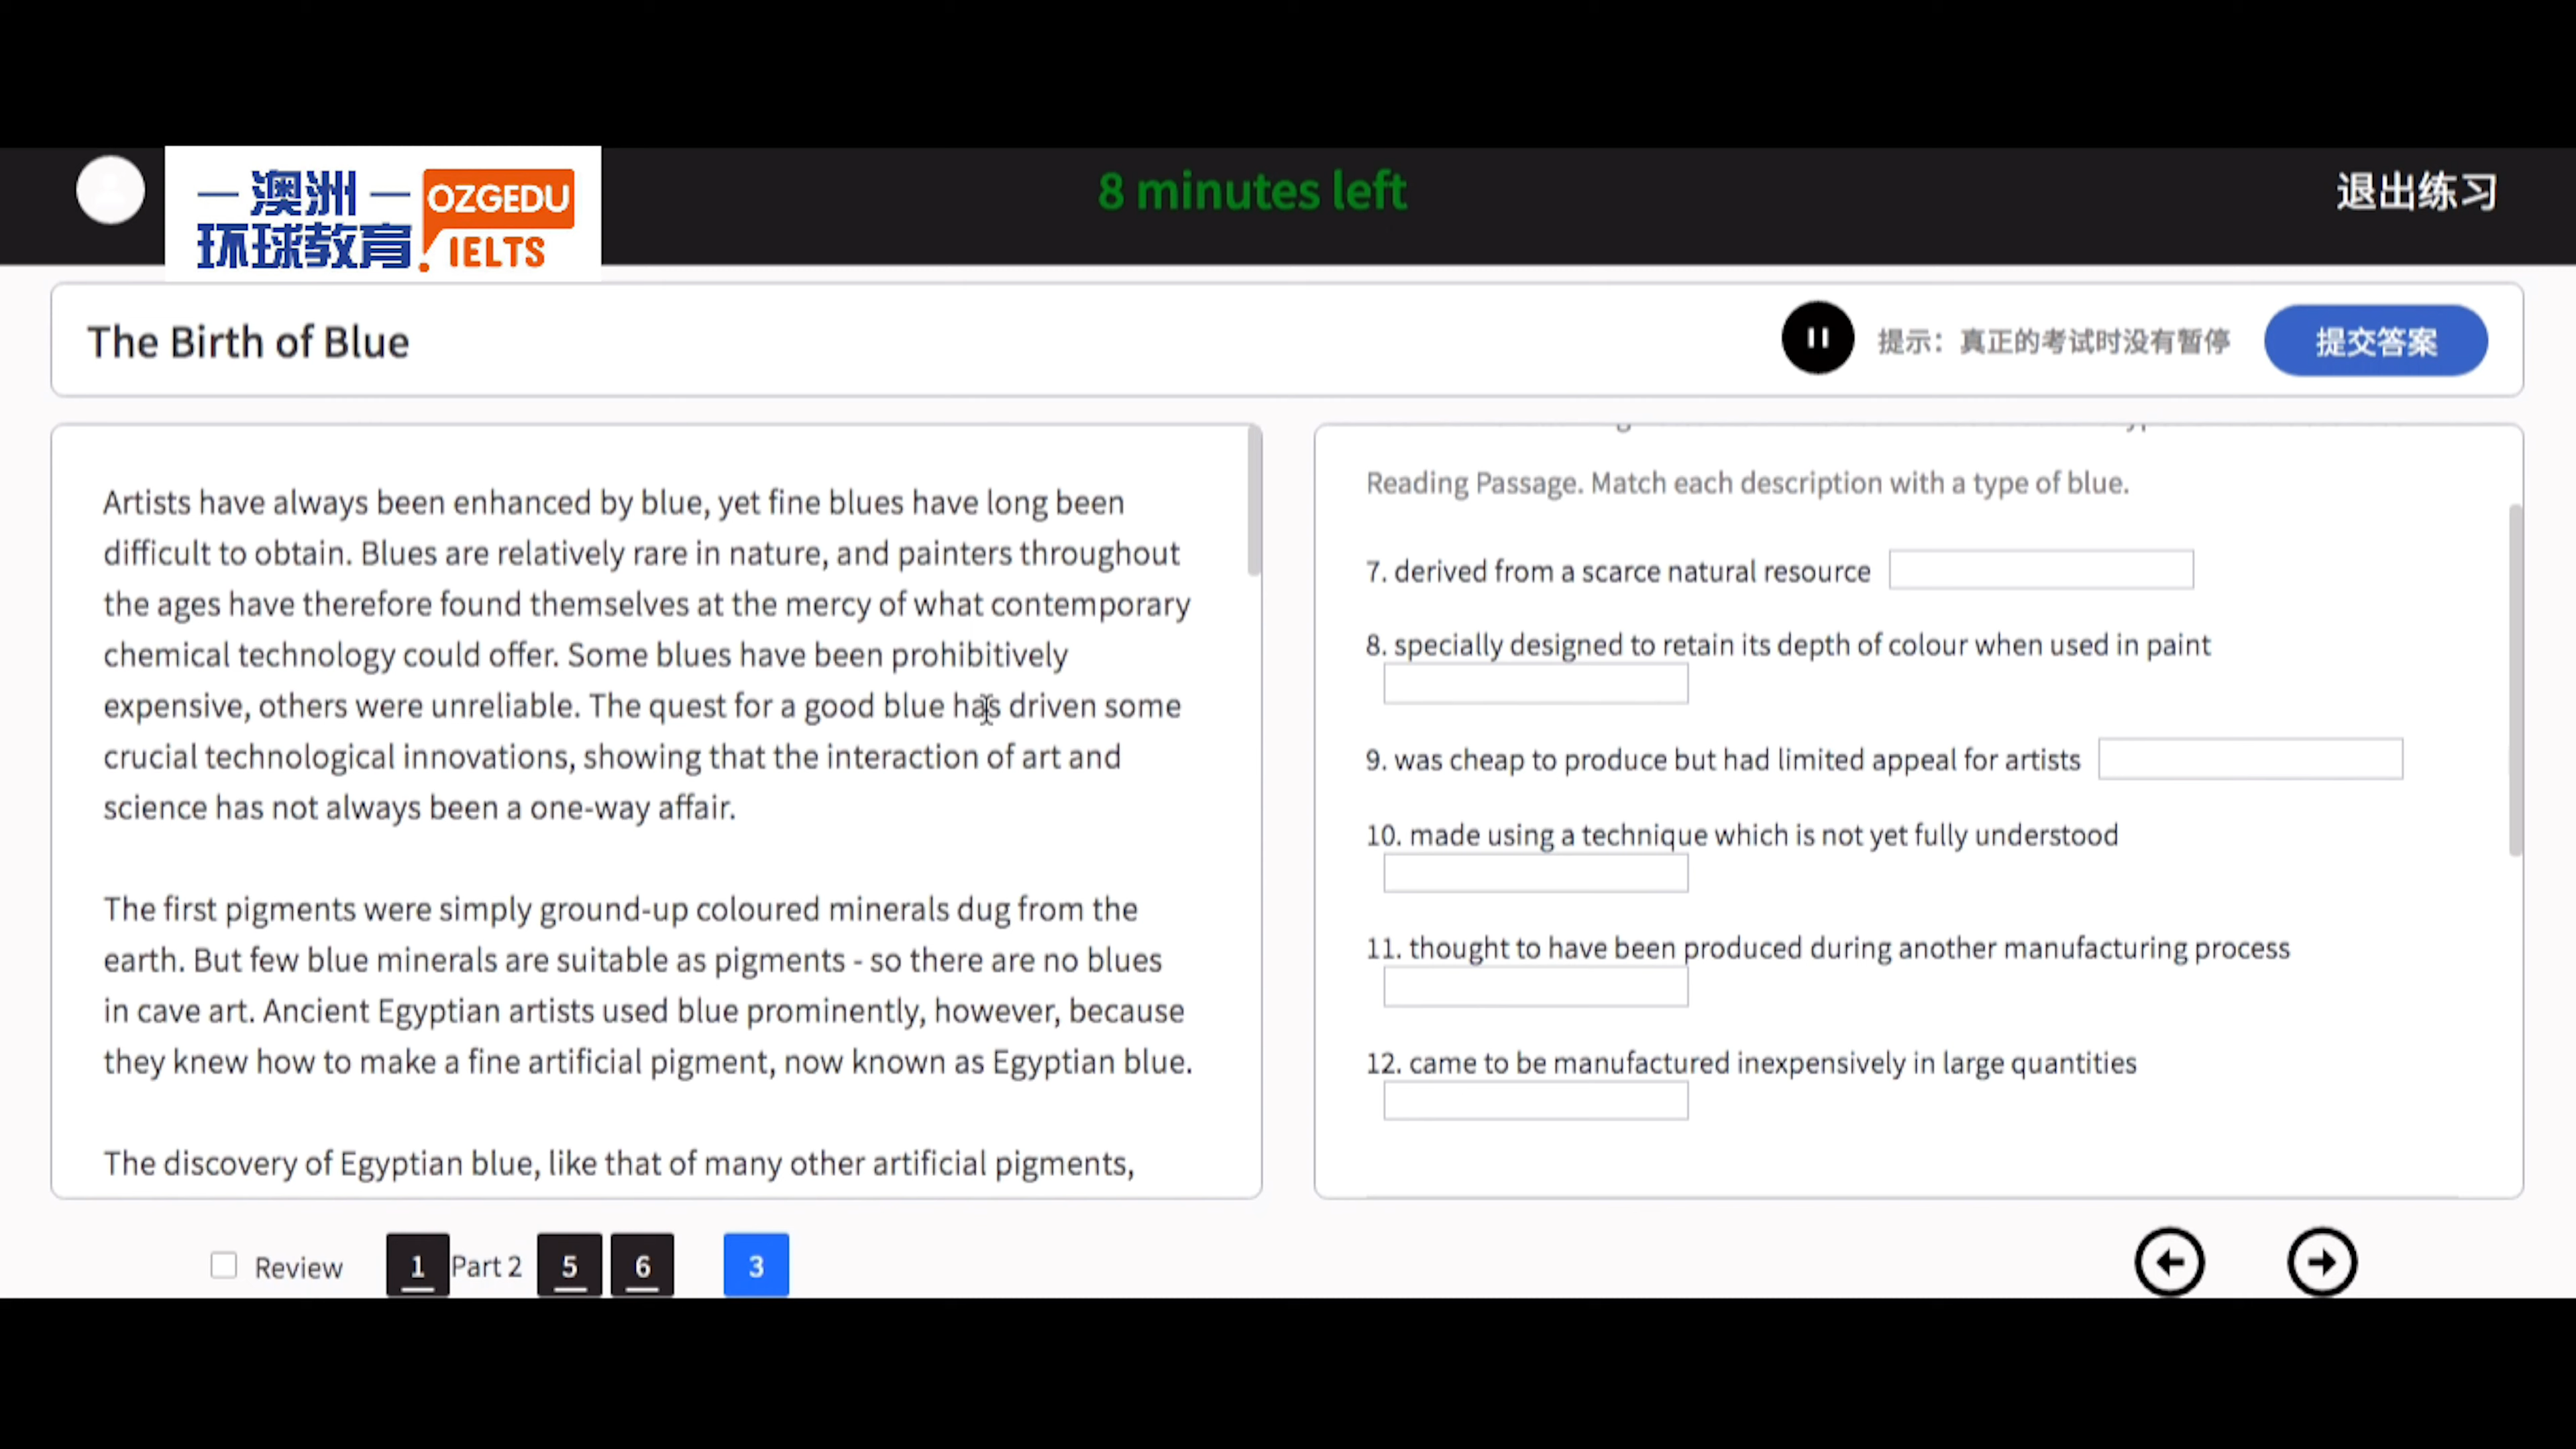 — 澳洲 —
环球教育
OZGEDU
IELTS
8 minutes left
退出练习
The Birth of Blue
提示：真正的考试时没有暂停
提交答案
Artists have always been enhanced by blue, yet fine blues have long been
difficult to obtain. Blues are relatively rare in nature, and painters throughout
the ages have therefore found themselves at the mercy of what contemporary
chemical technology could offer. Some blues have been prohibitively
expensive, others were unreliable. The quest for a good blue has driven some
crucial technological innovations, showing that the interaction of art and
science has not always been a one-way affair.
The first pigments were simply ground-up coloured minerals dug from the
earth. But few blue minerals are suitable as pigments - so there are no blues
in cave art. Ancient Egyptian artists used blue prominently, however, because
they knew how to make a fine artificial pigment, now known as Egyptian blue.
The discovery of Egyptian blue, like that of many other artificial pigments,
Reading Passage. Match each description with a type of blue.
7. derived from a scarce natural resource
8. specially designed to retain its depth of colour when used in paint
9. was cheap to produce but had limited appeal for artists
10. made using a technique which is not yet fully understood
11. thought to have been produced during another manufacturing process
12. came to be manufactured inexpensively in large quantities
Review
1
Part 2
5
6
3